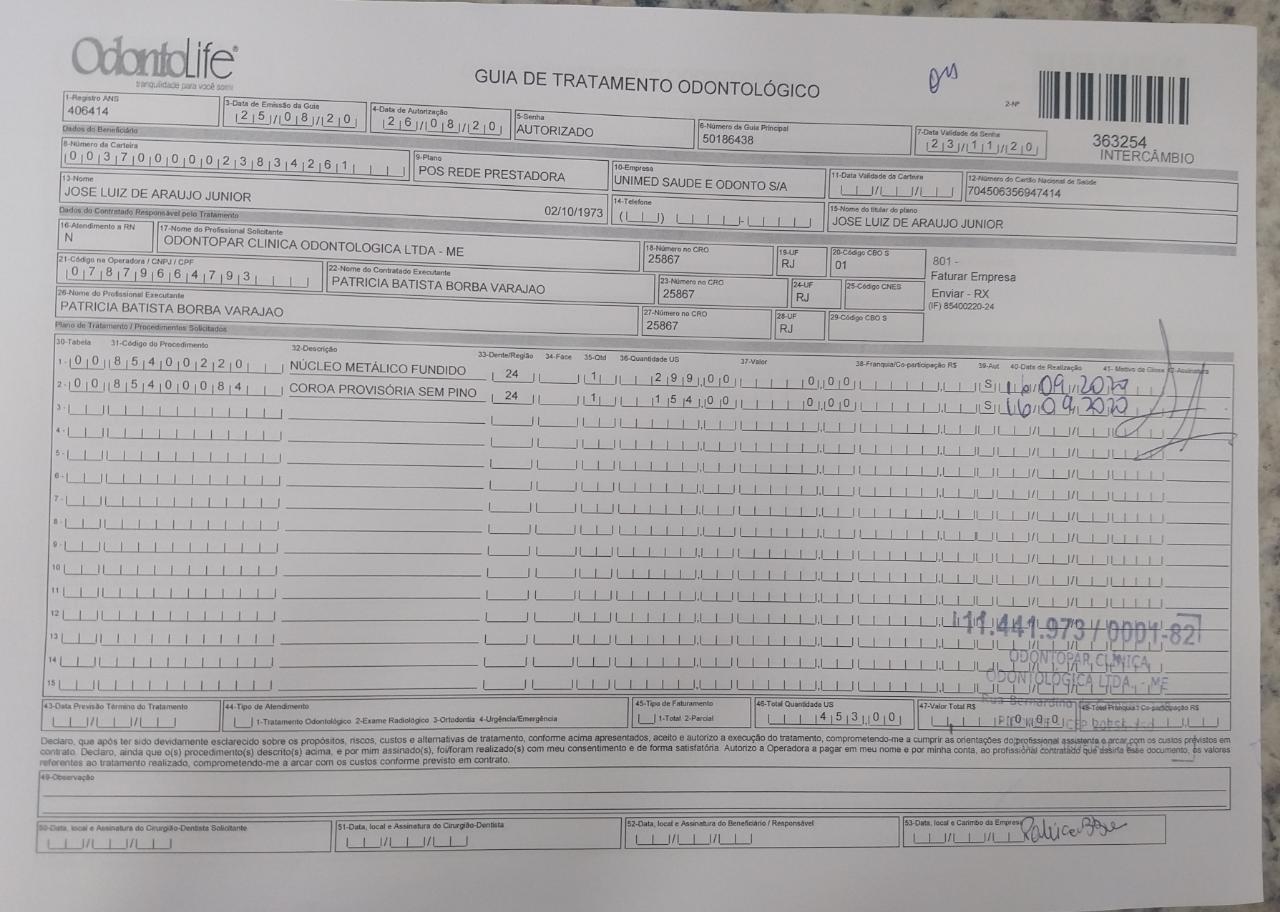 OdontoLife®
tranquilidade para você sorrir
GUIA DE TRATAMENTO ODONTOLÓGICO
2-Nº
363254
INTERCÂMBIO
1-Registro ANS
406414
3-Data de Emissão da Guia
25/08/20
4-Data de Autorização
26/08/20
5-Senha
AUTORIZADO
6-Número da Guia Principal
50186438
7-Data Validade da Senha
23/11/20
Dados do Beneficiário
8-Número da Carteira
00370000023834261
9-Plano
POS REDE PRESTADORA
10-Empresa
UNIMED SAUDE E ODONTO S/A
11-Data Validade da Carteira
12-Número do Cartão Nacional de Saúde
704506356947414
13-Nome
JOSE LUIZ DE ARAUJO JUNIOR
02/10/1973
14-Telefone
15-Nome do titular do plano
JOSE LUIZ DE ARAUJO JUNIOR
Dados do Contratado Responsável pelo Tratamento
16-Atendimento a RN
N
17-Nome do Profissional Solicitante
ODONTOPAR CLINICA ODONTOLOGICA LTDA - ME
18-Número no CRO
25867
19-UF
RJ
20-Código CBO S
01
801 -
Faturar Empresa
Enviar - RX
(IF) 85400220-24
21-Código na Operadora / CNPJ / CPF
07879664793
22-Nome do Contratado Executante
PATRICIA BATISTA BORBA VARAJAO
23-Número no CRO
25867
24-UF
RJ
25-Código CNES
26-Nome do Profissional Executante
PATRICIA BATISTA BORBA VARAJAO
27-Número no CRO
25867
28-UF
RJ
29-Código CBO S
Plano de Tratamento / Procedimentos Solicitados
30-Tabela 31-Código do Procedimento 32-Descrição 33-Dente/Região 34-Face 35-Qtd 36-Quantidade US 37-Valor 38-Franquia/Co-participação R$ 39-Aut 40-Data de Realização 41- Motivo de Glosa 42-Assinatura
1- 00 85400220 NÚCLEO METÁLICO FUNDIDO 24 1 299,00 0,00 S 16/09/2020
2- 00 85400084 COROA PROVISÓRIA SEM PINO 24 1 154,00 0,00 S 16/09/2020
3-
4-
5-
6-
7-
8-
9-
10
11
12
13
14
15
11.441.973/0001-82
ODONTOPAR CLINICA
ODONTOLÓGICA LTDA. - ME
43-Data Previsão Término do Tratamento
44-Tipo de Atendimento
1-Tratamento Odontológico 2-Exame Radiológico 3-Ortodontia 4-Urgência/Emergência
45-Tipo de Faturamento
1-Total 2-Parcial
46-Total Quantidade US
453,00
47-Valor Total R$
0,00
48-Total Franquia / Co-participação R$
Declaro, que após ter sido devidamente esclarecido sobre os propósitos, riscos, custos e alternativas de tratamento, conforme acima apresentados, aceito e autorizo a execução do tratamento, comprometendo-me a cumprir as orientações do profissional assistente e arcar com os custos previstos em
contrato. Declaro, ainda que o(s) procedimento(s) descrito(s) acima, e por mim assinado(s), foi/foram realizado(s) com meu consentimento e de forma satisfatória. Autorizo a Operadora a pagar em meu nome e por minha conta, ao profissional contratado que assina esse documento, os valores
referentes ao tratamento realizado, comprometendo-me a arcar com os custos conforme previsto em contrato.
49-Observação
50-Data, local e Assinatura do Cirurgião-Dentista Solicitante
51-Data, local e Assinatura do Cirurgião-Dentista
52-Data, local e Assinatura do Beneficiário / Responsável
53-Data, local e Carimbo da Empresa